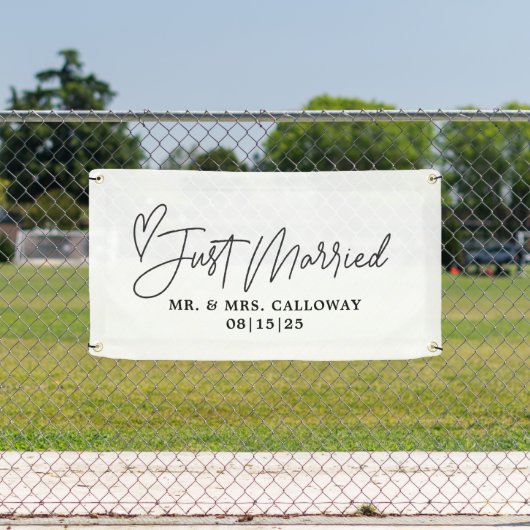 Just Married
MR. & MRS. CALLOWAY
08|15|25